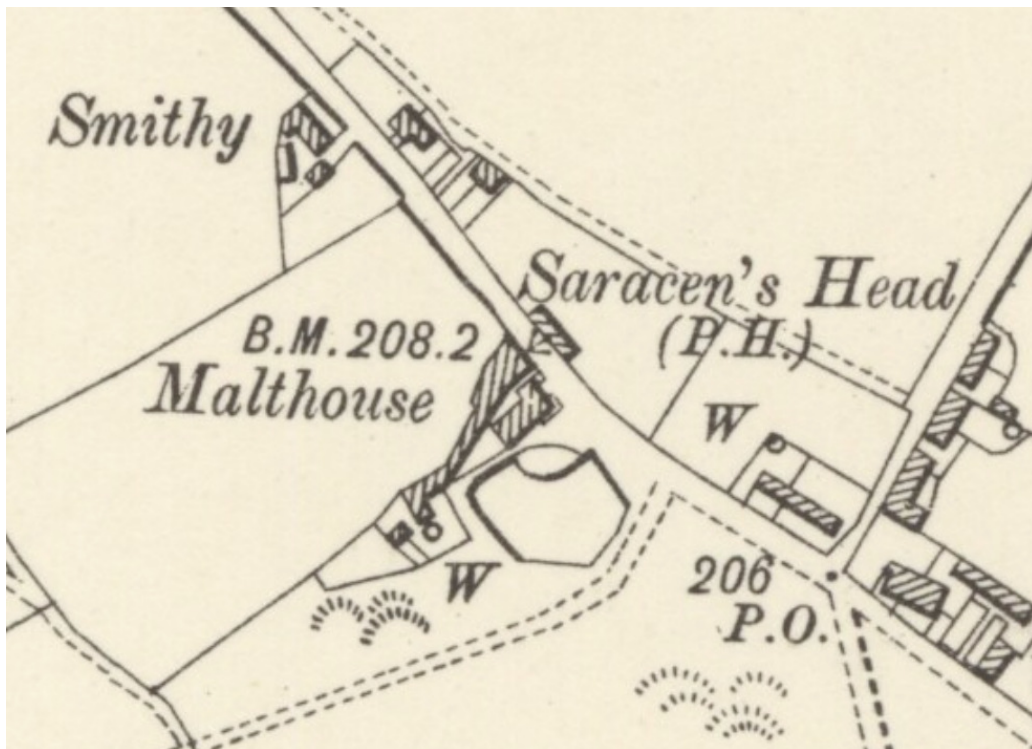 Smithy
Saracen's Head
(P.H.)
B.M. 208.2
Malthouse
W
W
206
P.O.